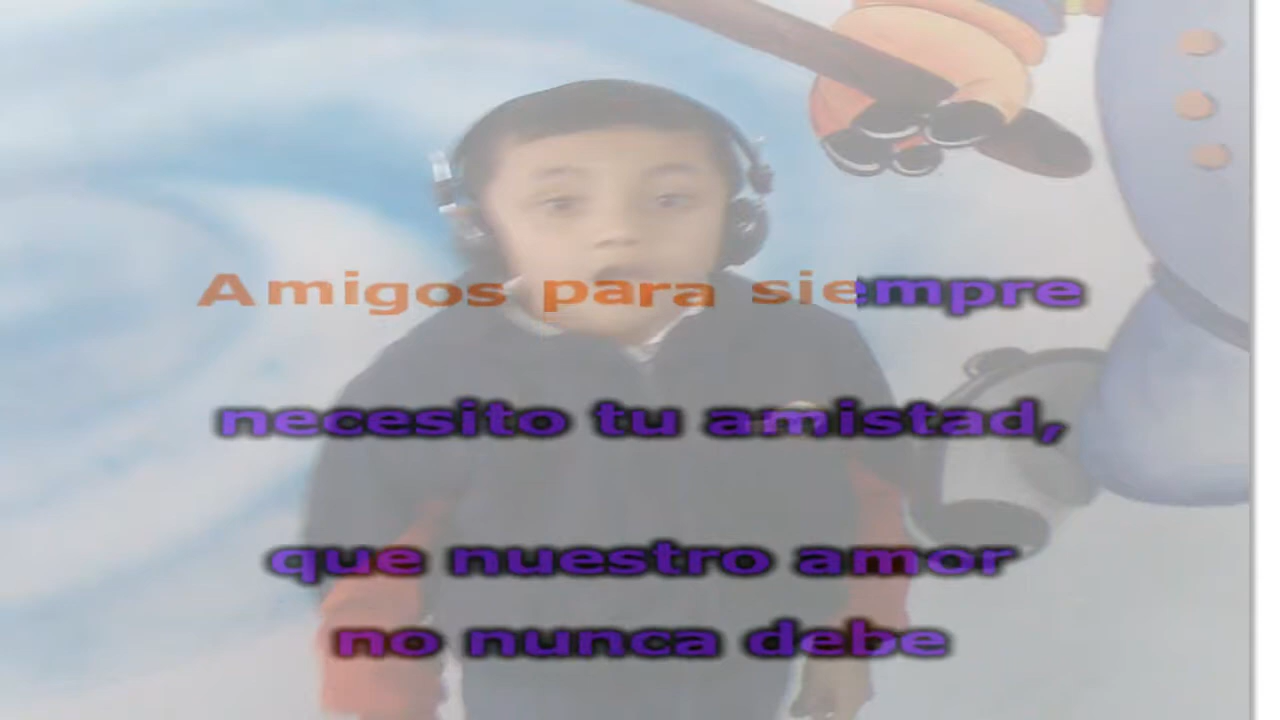 Amigos para siempre
necesito tu amistad,
que nuestro amor
no nunca debe